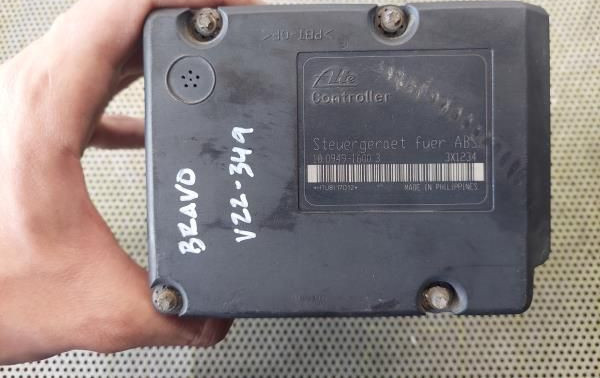 >PBT-GF<
Ate
Controller
Steuergeraet fuer ABS
10.0949-1600.3 3X1234
MADE IN PHILIPPINES
BRAVO
V22-349